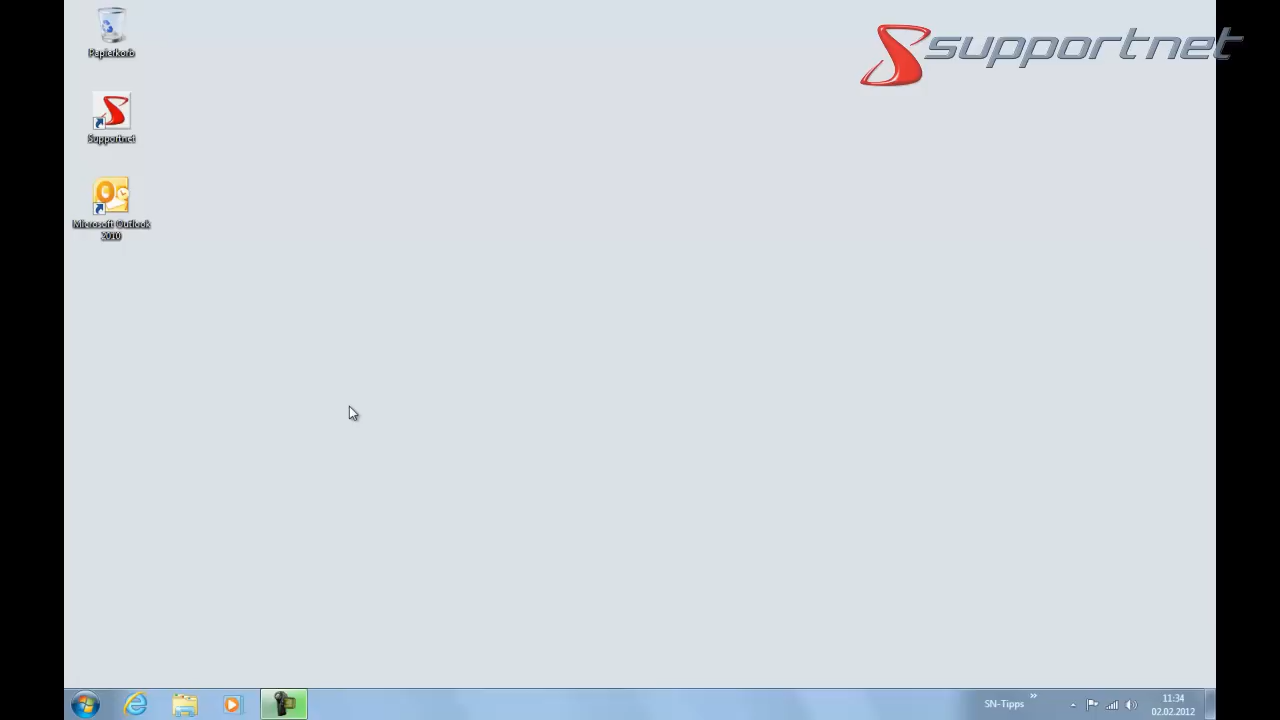 Papierkorb
supportnet
Supportnet
Microsoft Outlook
2010
SN-Tipps
11:34
02.02.2012